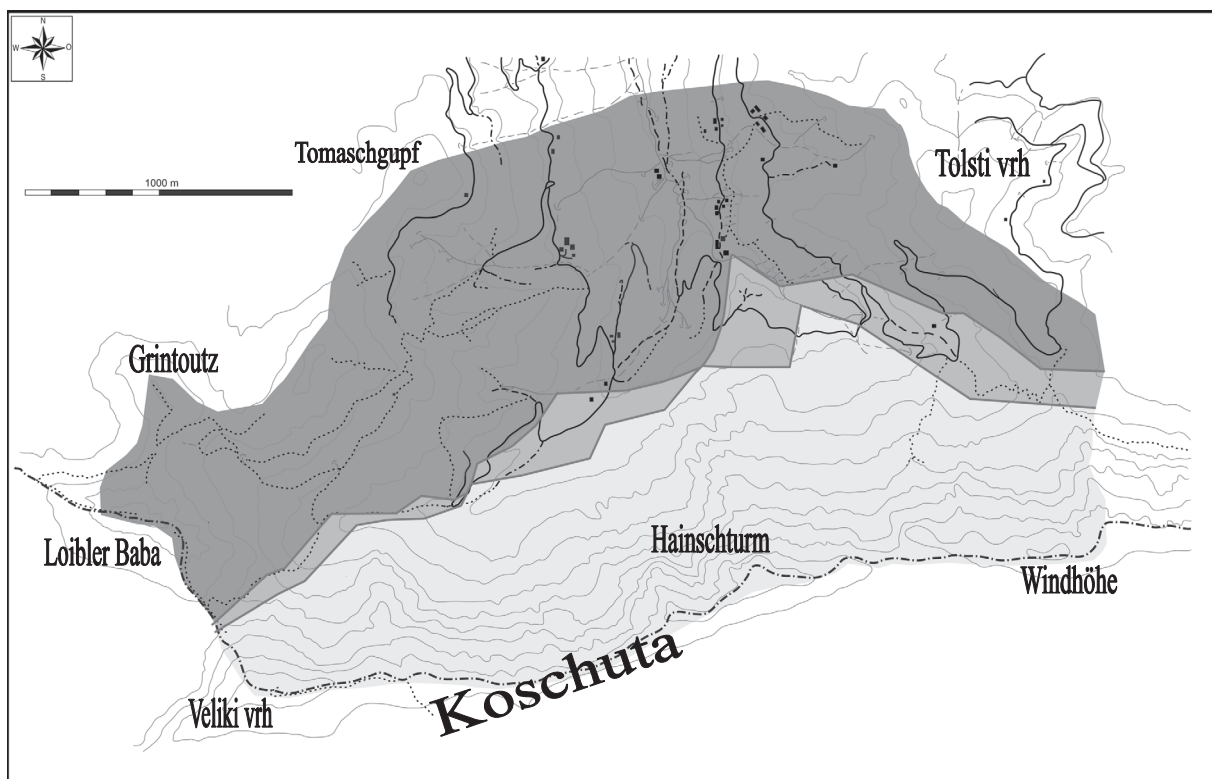 N
W O
S
Tomaschgupf
Tolsti vrh
1000 m
Grintoutz
Loibler Baba
Hainschturm
Windhöhe
Koschuta
Veliki vrh